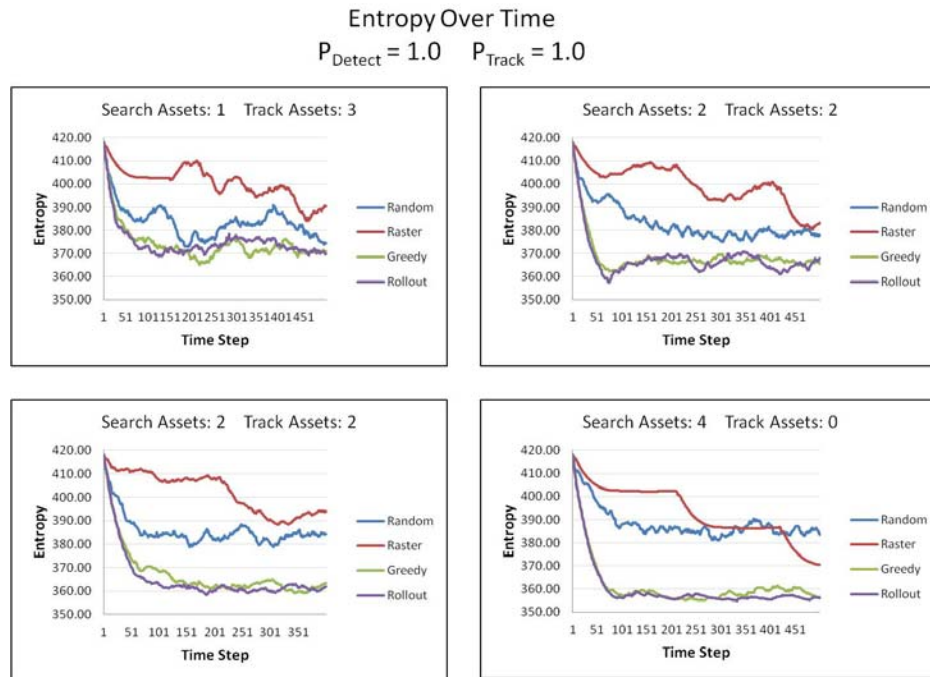 Entropy Over Time
P_Detect = 1.0 P_Track = 1.0
Search Assets: 1 Track Assets: 3
420.00
410.00
400.00
390.00
380.00
370.00
360.00
350.00
Entropy
1 51 101151201251301351401451
Time Step
Random
Raster
Greedy
Rollout
Search Assets: 2 Track Assets: 2
420.00
410.00
400.00
390.00
380.00
370.00
360.00
350.00
Entropy
1 51 101 151 201 251 301 351 401 451
Time Step
Random
Raster
Greedy
Rollout
Search Assets: 2 Track Assets: 2
420.00
410.00
400.00
390.00
380.00
370.00
360.00
350.00
Entropy
1 51 101 151 201 251 301 351
Time Step
Random
Raster
Greedy
Rollout
Search Assets: 4 Track Assets: 0
420.00
410.00
400.00
390.00
380.00
370.00
360.00
350.00
Entropy
1 51 101 151 201 251 301 351 401 451
Time Step
Random
Raster
Greedy
Rollout